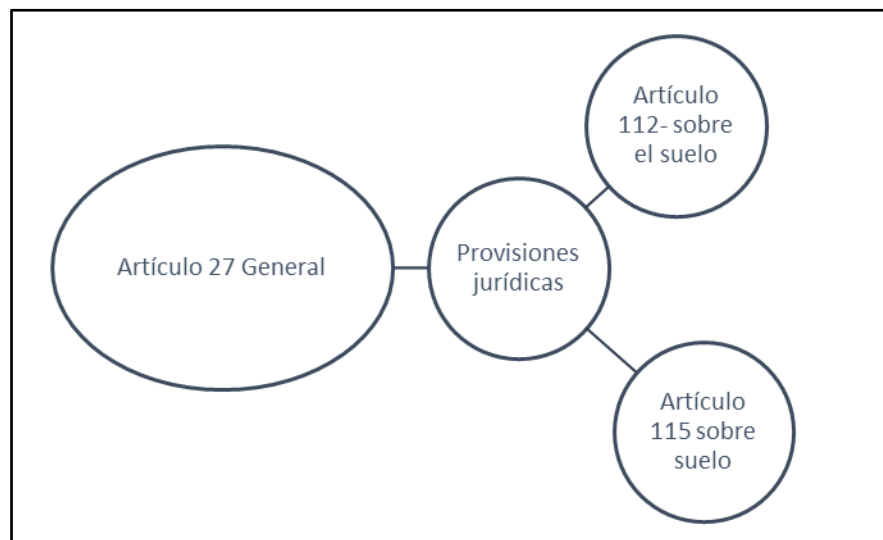 Artículo 27 General
Provisiones
jurídicas
Artículo
112- sobre
el suelo
Artículo
115 sobre
suelo